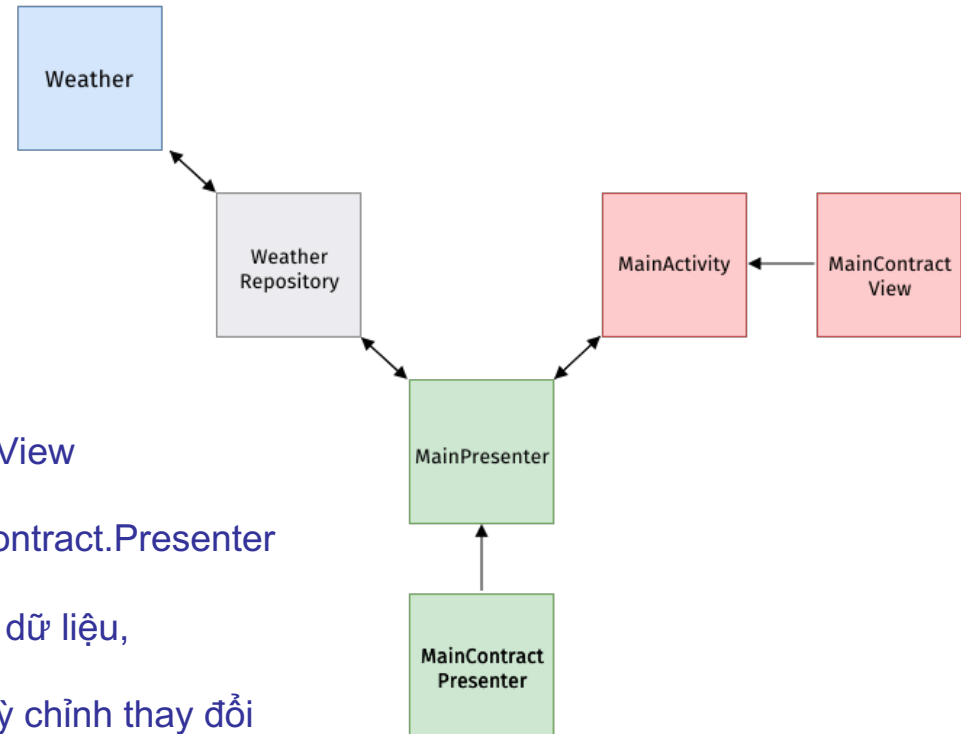 Weather
Weather
Repository
MainActivity
MainContract
View
MainPresenter
MainContract
Presenter
View
ontract.Presenter
dữ liệu,
ỳ chỉnh thay đổi